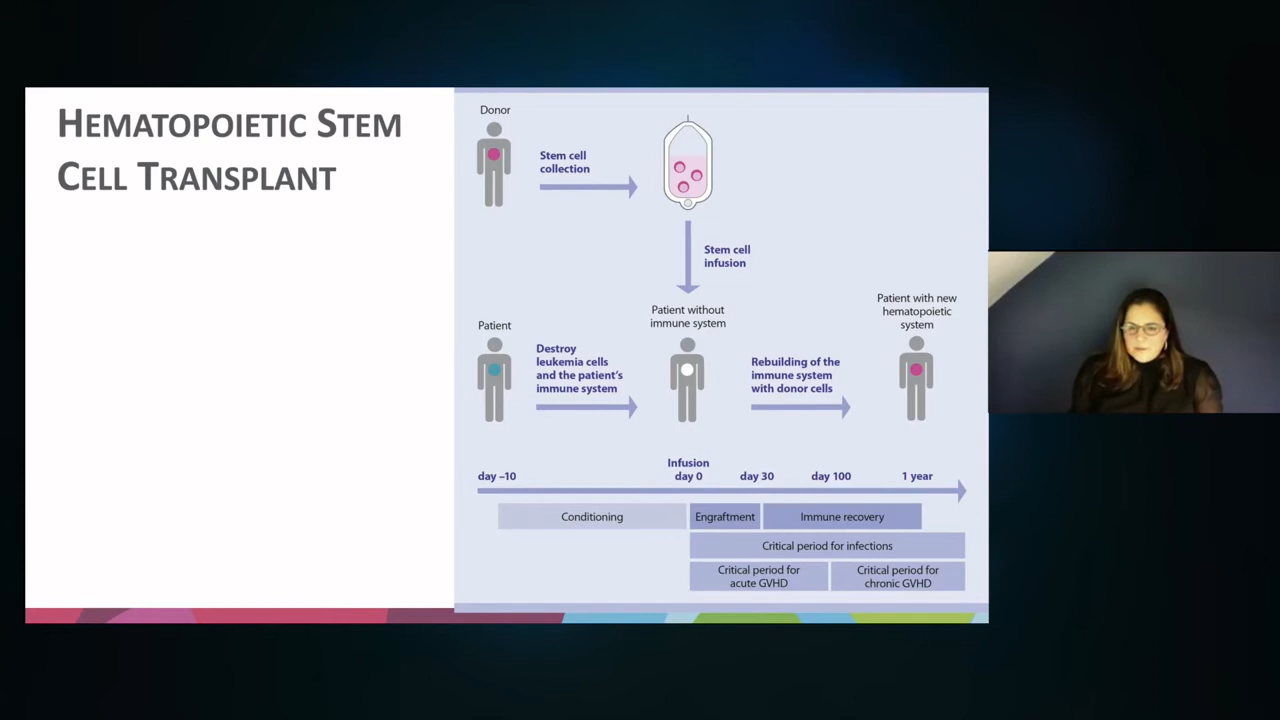 HEMATOPOIETIC STEM
CELL TRANSPLANT
Donor
Stem cell
collection
Stem cell
infusion
Patient
Destroy
leukemia cells
and the patient's
immune system
Patient without
immune system
Rebuilding of the
immune system
with donor cells
Patient with new
hematopoietic
system
day –10
Infusion
day 0
day 30
day 100
1 year
Conditioning
Engraftment
Immune recovery
Critical period for infections
Critical period for
acute GVHD
Critical period for
chronic GVHD